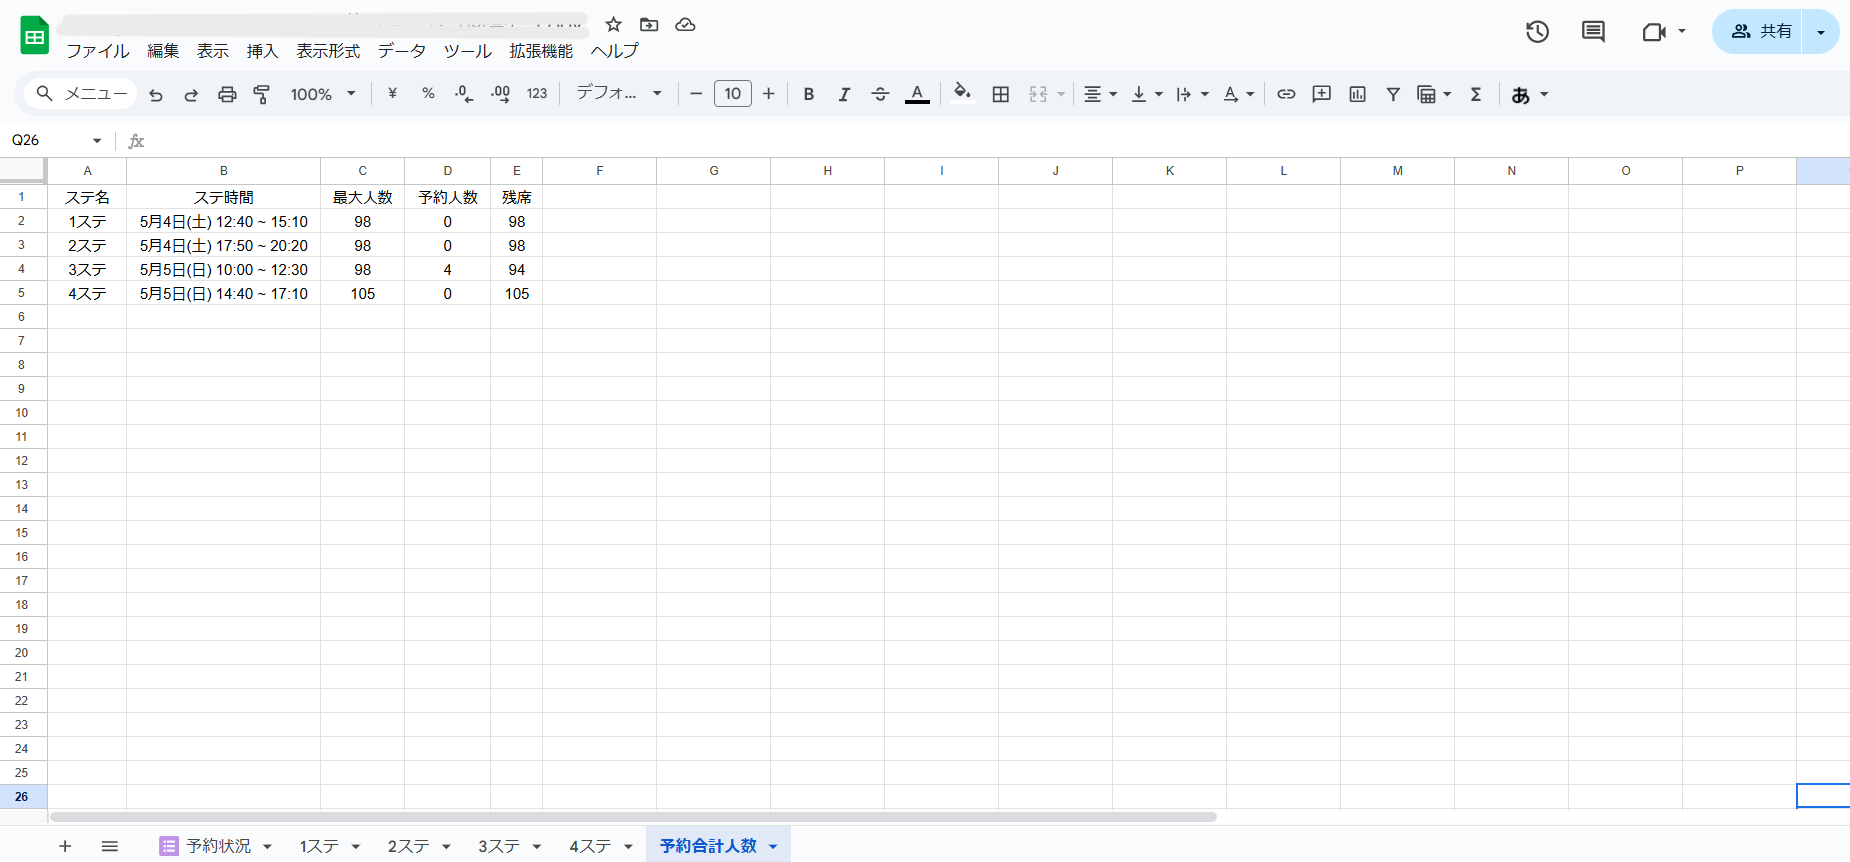 ファイル 編集 表示 挿入 表示形式 データ ツール 拡張機能 ヘルプ
共有
メニュー 100% ¥ % .0 .00 123 デフォ... 10 B I A あ
Q26 fx
A B C D E F G H I J K L M N O P
1 ステ名 ステ時間 最大人数 予約人数 残席
2 1ステ 5月4日(土) 12:40 ~ 15:10 98 0 98
3 2ステ 5月4日(土) 17:50 ~ 20:20 98 0 98
4 3ステ 5月5日(日) 10:00 ~ 12:30 98 4 94
5 4ステ 5月5日(日) 14:40 ~ 17:10 105 0 105
6
7
8
9
10
11
12
13
14
15
16
17
18
19
20
21
22
23
24
25
26
予約状況 1ステ 2ステ 3ステ 4ステ 予約合計人数